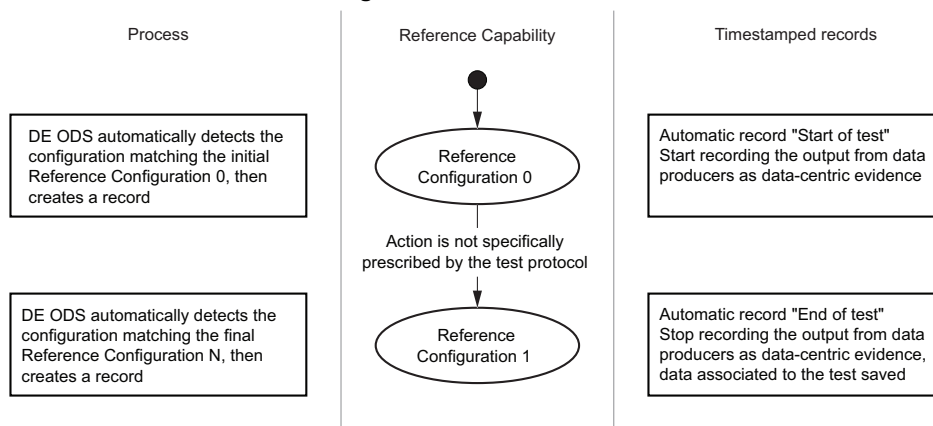 Process
Reference Capability
Timestamped records
DE ODS automatically detects the
configuration matching the initial
Reference Configuration 0, then
creates a record
Reference
Configuration 0
Automatic record "Start of test"
Start recording the output from data
producers as data-centric evidence
Action is not specifically
prescribed by the test protocol
DE ODS automatically detects the
configuration matching the final
Reference Configuration N, then
creates a record
Reference
Configuration 1
Automatic record "End of test"
Stop recording the output from data
producers as data-centric evidence,
data associated to the test saved